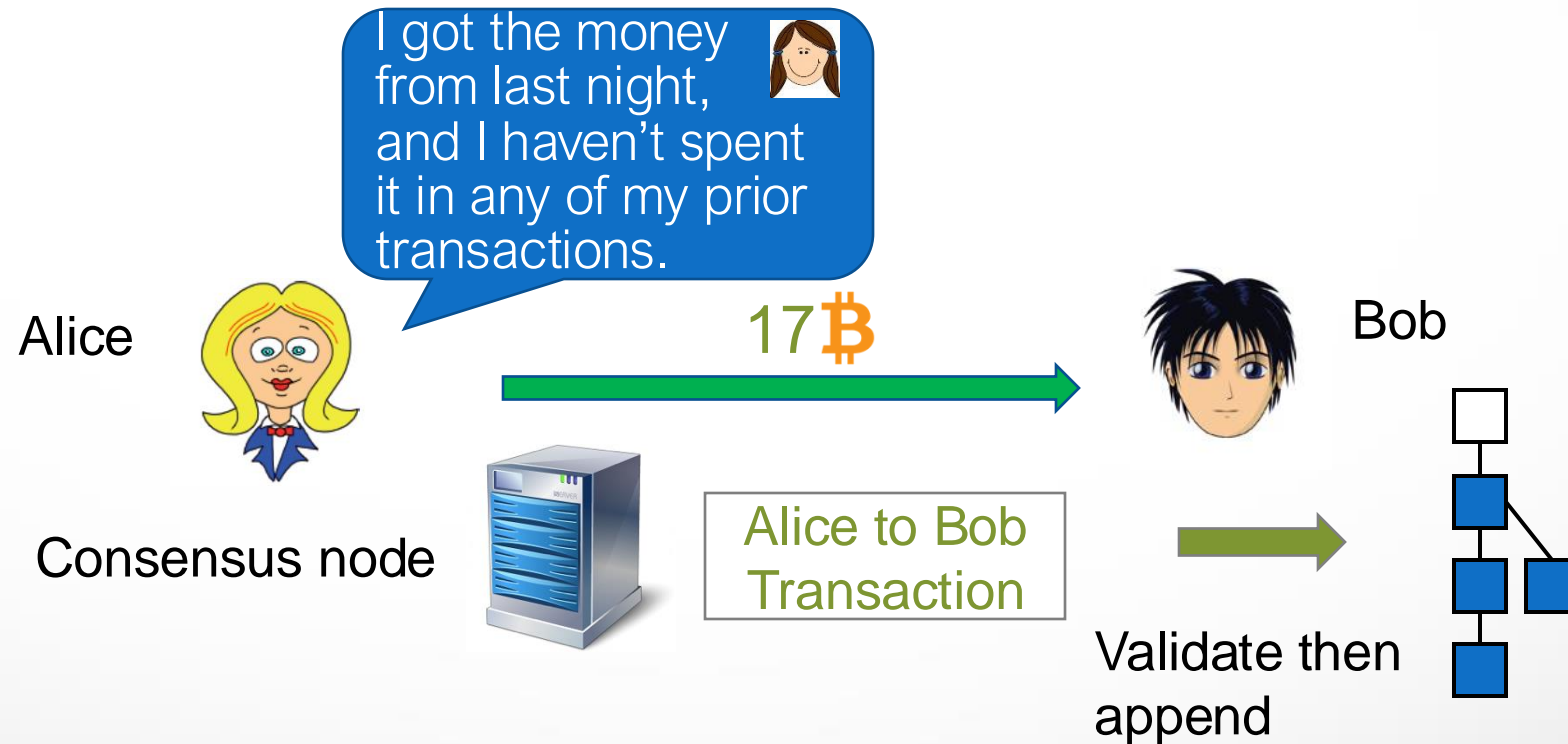 I got the money
from last night,
and I haven't spent
it in any of my prior
transactions.
Alice
17₿
Bob
Consensus node
Alice to Bob
Transaction
Validate then
append